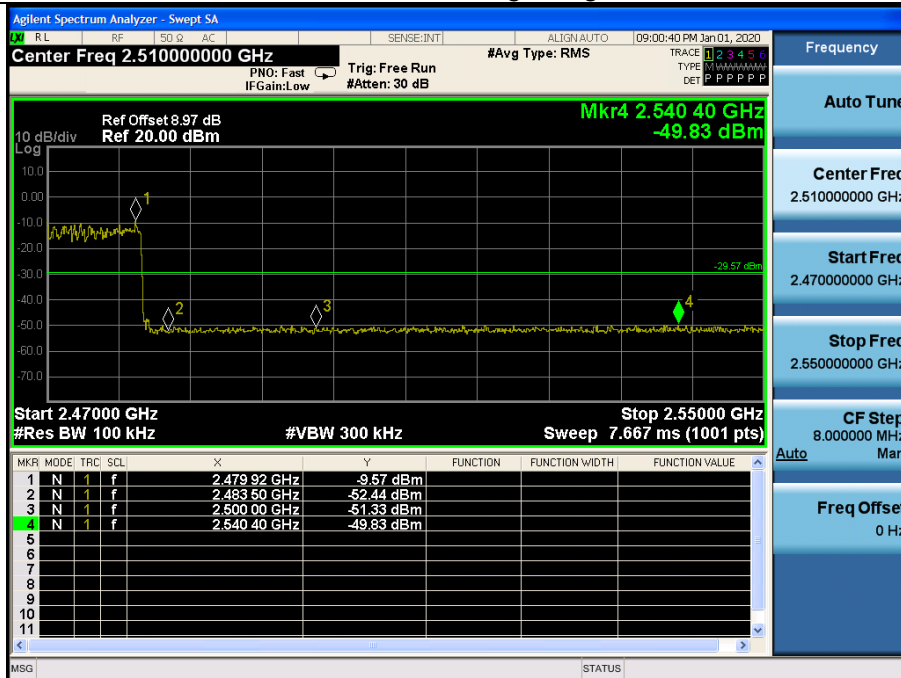 Agilent Spectrum Analyzer - Swept SA
LXI RL RF 50 Ω AC SENSE:INT ALIGN AUTO 09:00:40 PM Jan 01, 2020
Center Freq 2.510000000 GHz #Avg Type: RMS TRACE 1 2 3 4 5 6
PNO: Fast Trig: Free Run TYPE M WWWWW
IFGain:Low #Atten: 30 dB DET P P P P P P
Mkr4 2.540 40 GHz
-49.83 dBm
Ref Offset 8.97 dB
10 dB/div Ref 20.00 dBm
Log
10.0
0.00
-10.0
-20.0
-30.0
-40.0
-50.0
-60.0
-70.0
1
2
3
4
-29.57 dBm
Start 2.47000 GHz Stop 2.55000 GHz
#Res BW 100 kHz #VBW 300 kHz Sweep 7.667 ms (1001 pts)
MKR MODE TRC SCL X Y FUNCTION FUNCTION WIDTH FUNCTION VALUE
1 N 1 f 2.479 92 GHz -9.57 dBm
2 N 1 f 2.483 50 GHz -52.44 dBm
3 N 1 f 2.500 00 GHz -51.33 dBm
4 N 1 f 2.540 40 GHz -49.83 dBm
5
6
7
8
9
10
11
MSG STATUS
Frequency
Auto Tune
Center Freq
2.510000000 GHz
Start Freq
2.470000000 GHz
Stop Freq
2.550000000 GHz
CF Step
8.000000 MHz
Auto Man
Freq Offset
0 Hz